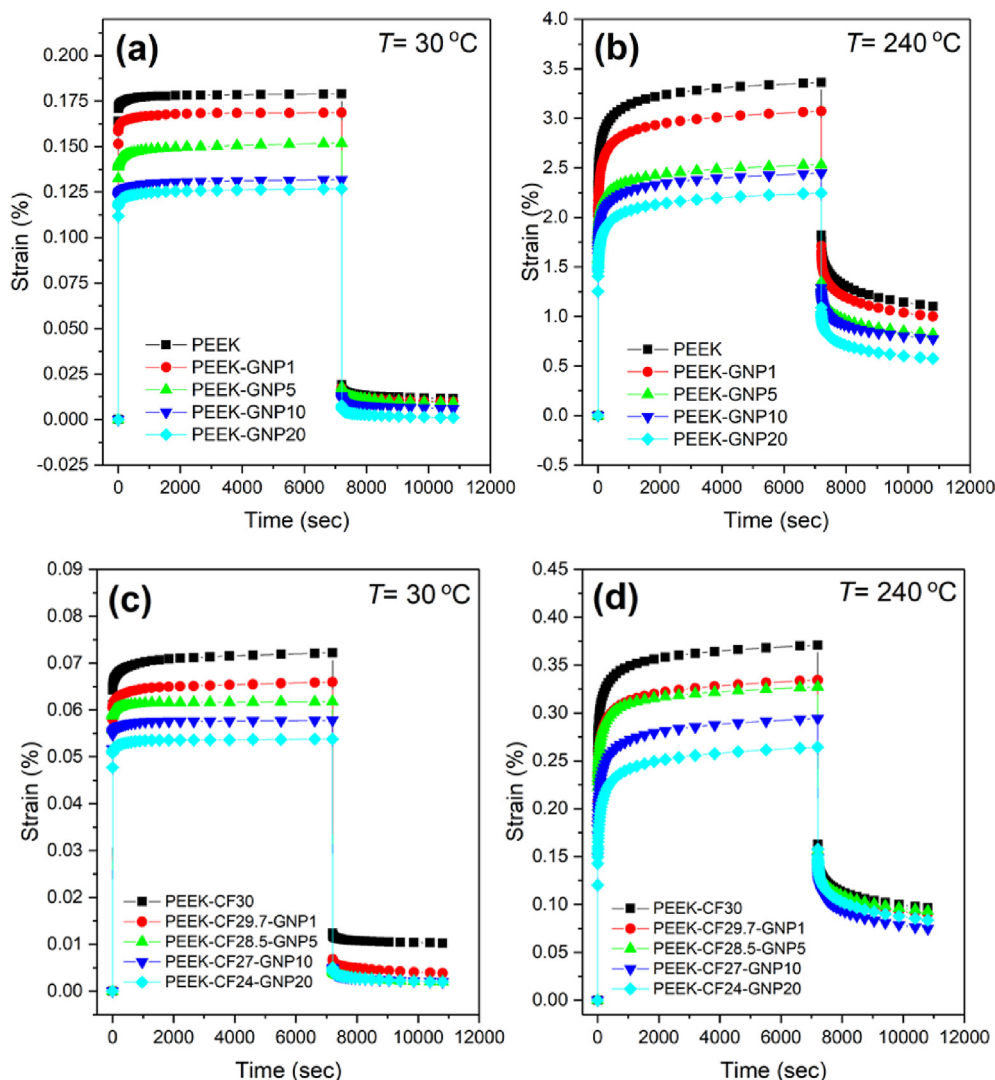 (a)
T= 30 °C
0.200
0.175
0.150
0.125
0.100
0.075
0.050
0.025
0.000
-0.025
Strain (%)
PEEK
PEEK-GNP1
PEEK-GNP5
PEEK-GNP10
PEEK-GNP20
0 2000 4000 6000 8000 10000 12000
Time (sec)
(b)
T= 240 °C
4.0
3.5
3.0
2.5
2.0
1.5
1.0
0.5
0.0
-0.5
Strain (%)
PEEK
PEEK-GNP1
PEEK-GNP5
PEEK-GNP10
PEEK-GNP20
0 2000 4000 6000 8000 10000 12000
Time (sec)
(c)
T= 30 °C
0.09
0.08
0.07
0.06
0.05
0.04
0.03
0.02
0.01
0.00
Strain (%)
PEEK-CF30
PEEK-CF29.7-GNP1
PEEK-CF28.5-GNP5
PEEK-CF27-GNP10
PEEK-CF24-GNP20
0 2000 4000 6000 8000 10000 12000
Time (sec)
(d)
T= 240 °C
0.45
0.40
0.35
0.30
0.25
0.20
0.15
0.10
0.05
0.00
Strain (%)
PEEK-CF30
PEEK-CF29.7-GNP1
PEEK-CF28.5-GNP5
PEEK-CF27-GNP10
PEEK-CF24-GNP20
0 2000 4000 6000 8000 10000 12000
Time (sec)